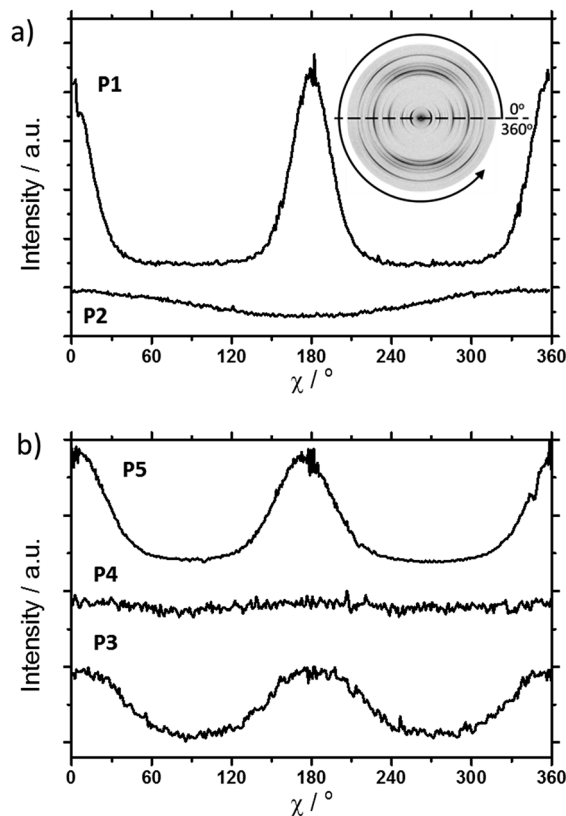 a)
P1
0º
360º
P2
Intensity / a.u.
0 60 120 180 240 300 360
χ / °
b)
P5
P4
P3
Intensity / a.u.
0 60 120 180 240 300 360
χ / °